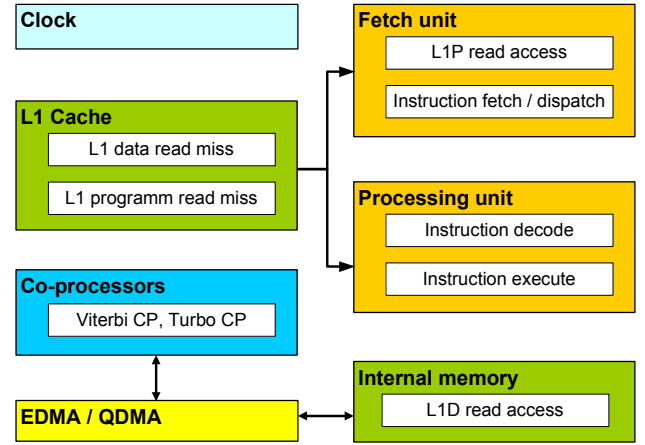 Clock
L1 Cache
L1 data read miss
L1 programm read miss
Co-processors
Viterbi CP, Turbo CP
EDMA / QDMA
Fetch unit
L1P read access
Instruction fetch / dispatch
Processing unit
Instruction decode
Instruction execute
Internal memory
L1D read access